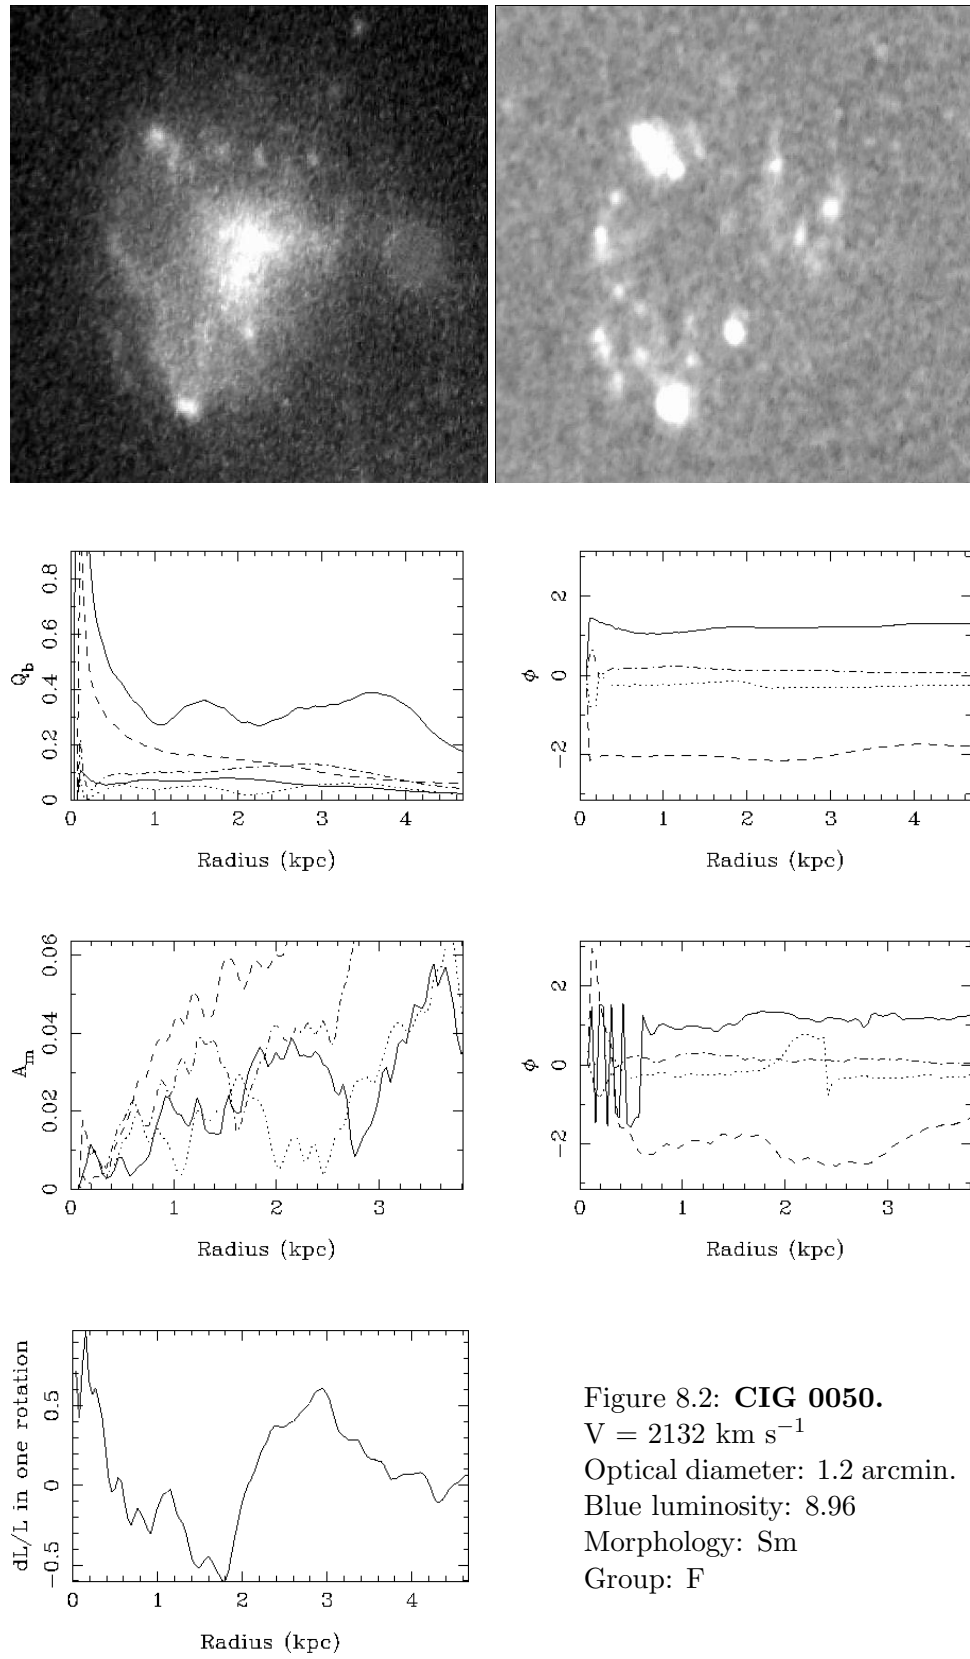 0 0.2 0.4 0.6 0.8
Q_b
0 1 2 3 4
Radius (kpc)
−2 0 2
ϕ
0 1 2 3 4
Radius (kpc)
0 0.02 0.04 0.06
A_m
0 1 2 3
Radius (kpc)
−2 0 2
ϕ
0 1 2 3
Radius (kpc)
−0.5 0 0.5
dL/L in one rotation
0 1 2 3 4
Radius (kpc)
Figure 8.2: CIG 0050.
V = 2132 km s⁻¹
Optical diameter: 1.2 arcmin.
Blue luminosity: 8.96
Morphology: Sm
Group: F